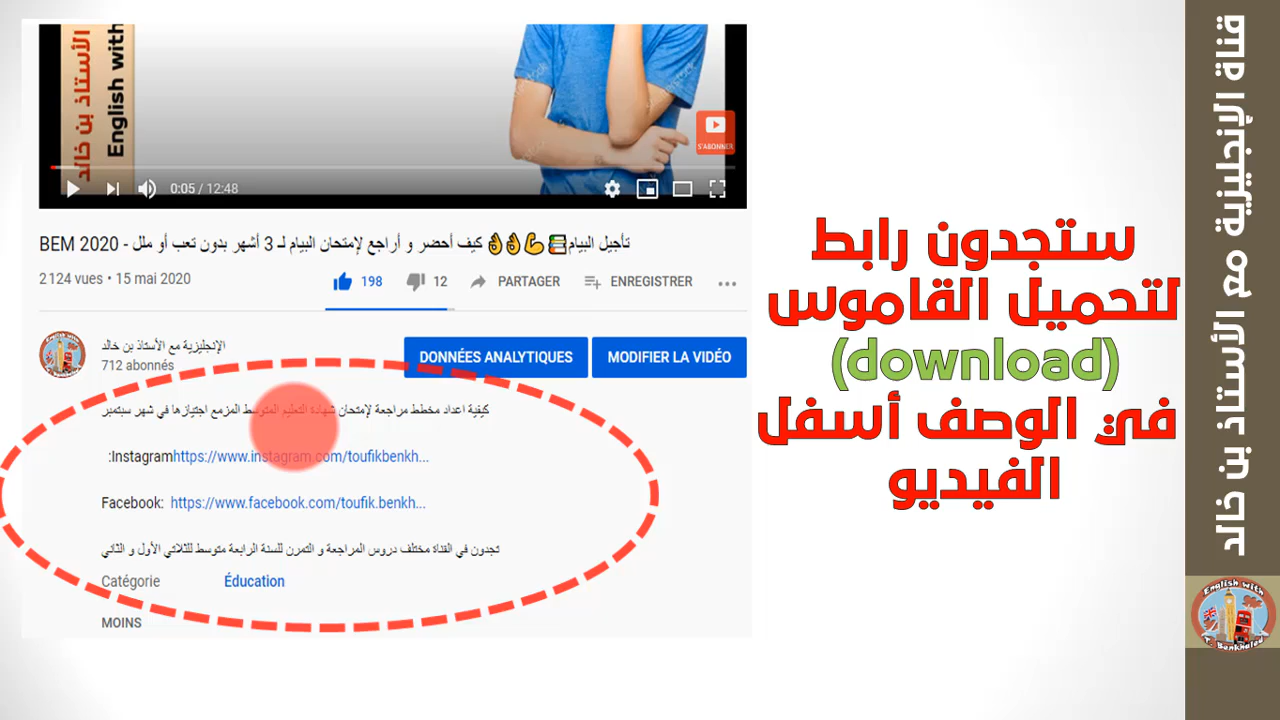 الأستاذ بن خالد
English with
S'ABONNER
0:05 / 12:48
BEM 2020 - تأجيل البيام📚💪👌👌 كيف أحضر و أراجع لإمتحان البيام لـ 3 أشهر بدون تعب أو ملل
2 124 vues • 15 mai 2020
198
12
PARTAGER
ENREGISTRER
الإنجليزية مع الأستاذ بن خالد
712 abonnés
DONNÉES ANALYTIQUES
MODIFIER LA VIDÉO
كيفية اعداد مخطط مراجعة لإمتحان شهادة التعليم المتوسط المزمع اجتيازها في شهر سبتمبر
:Instagramhttps://www.instagram.com/toufikbenkh...
Facebook: https://www.facebook.com/toufik.benkh...
تجدون في القناة مختلف دروس المراجعة و التمرن للسنة الرابعة متوسط للثلاثي الأول و الثاني
Catégorie
Éducation
MOINS
ستجدون رابط
لتحميل القاموس
(download)
في الوصف أسفل
الفيديو
قناة الإنجليزية مع الأستاذ بن خالد
English with
T. Benkhaled